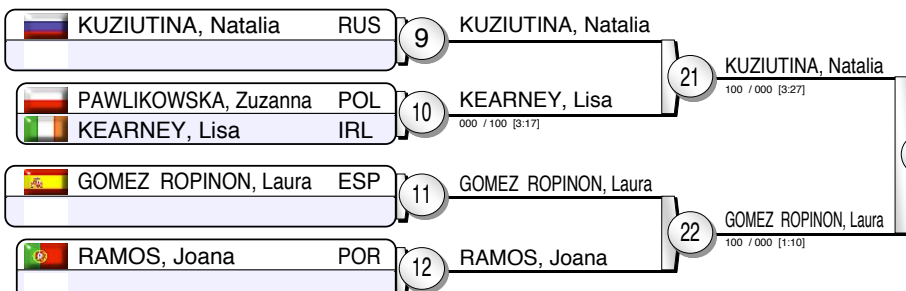 KUZIUTINA, Natalia RUS
9
KUZIUTINA, Natalia
PAWLIKOWSKA, Zuzanna POL
KEARNEY, Lisa IRL
10
KEARNEY, Lisa
000 / 100 [3:17]
21
KUZIUTINA, Natalia
100 / 000 [3:27]
GOMEZ ROPINON, Laura ESP
11
GOMEZ ROPINON, Laura
RAMOS, Joana POR
12
RAMOS, Joana
22
GOMEZ ROPINON, Laura
100 / 000 [1:10]